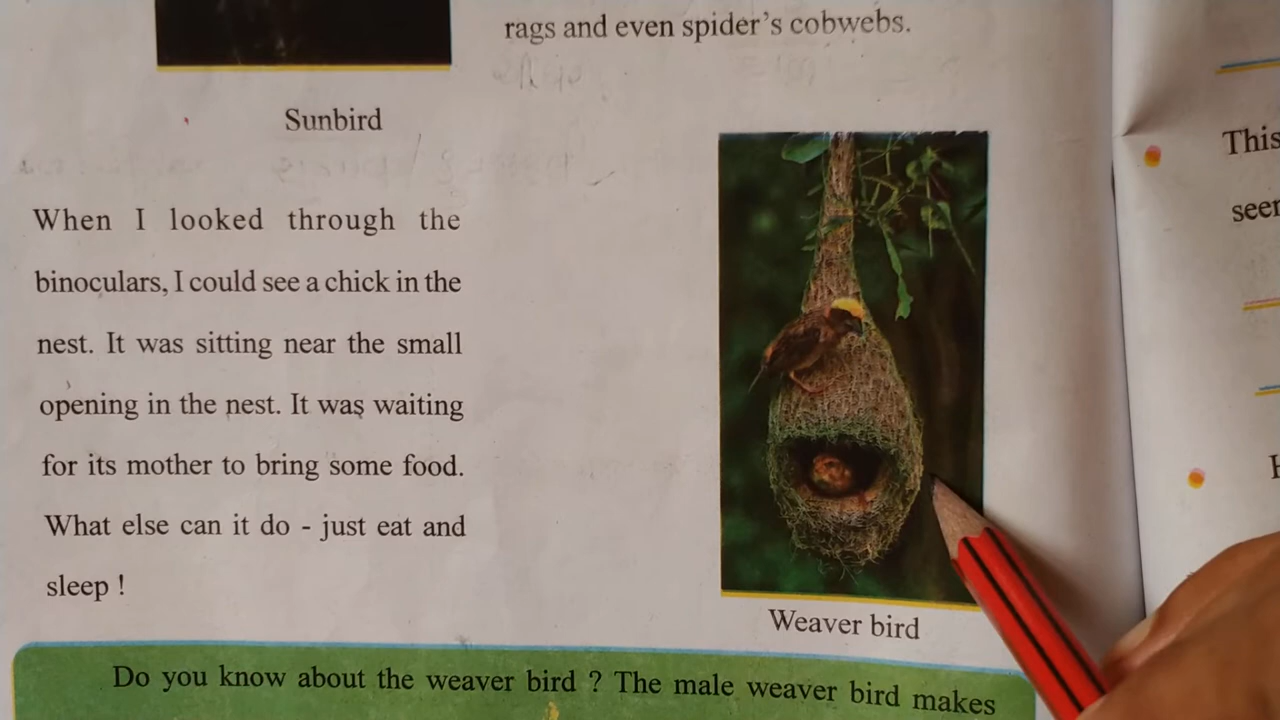 rags and even spider's cobwebs.
Sunbird
When I looked through the
binoculars, I could see a chick in the
nest. It was sitting near the small
opening in the nest. It was waiting
for its mother to bring some food.
What else can it do - just eat and
sleep !
Weaver bird
Do you know about the weaver bird ? The male weaver bird makes
This